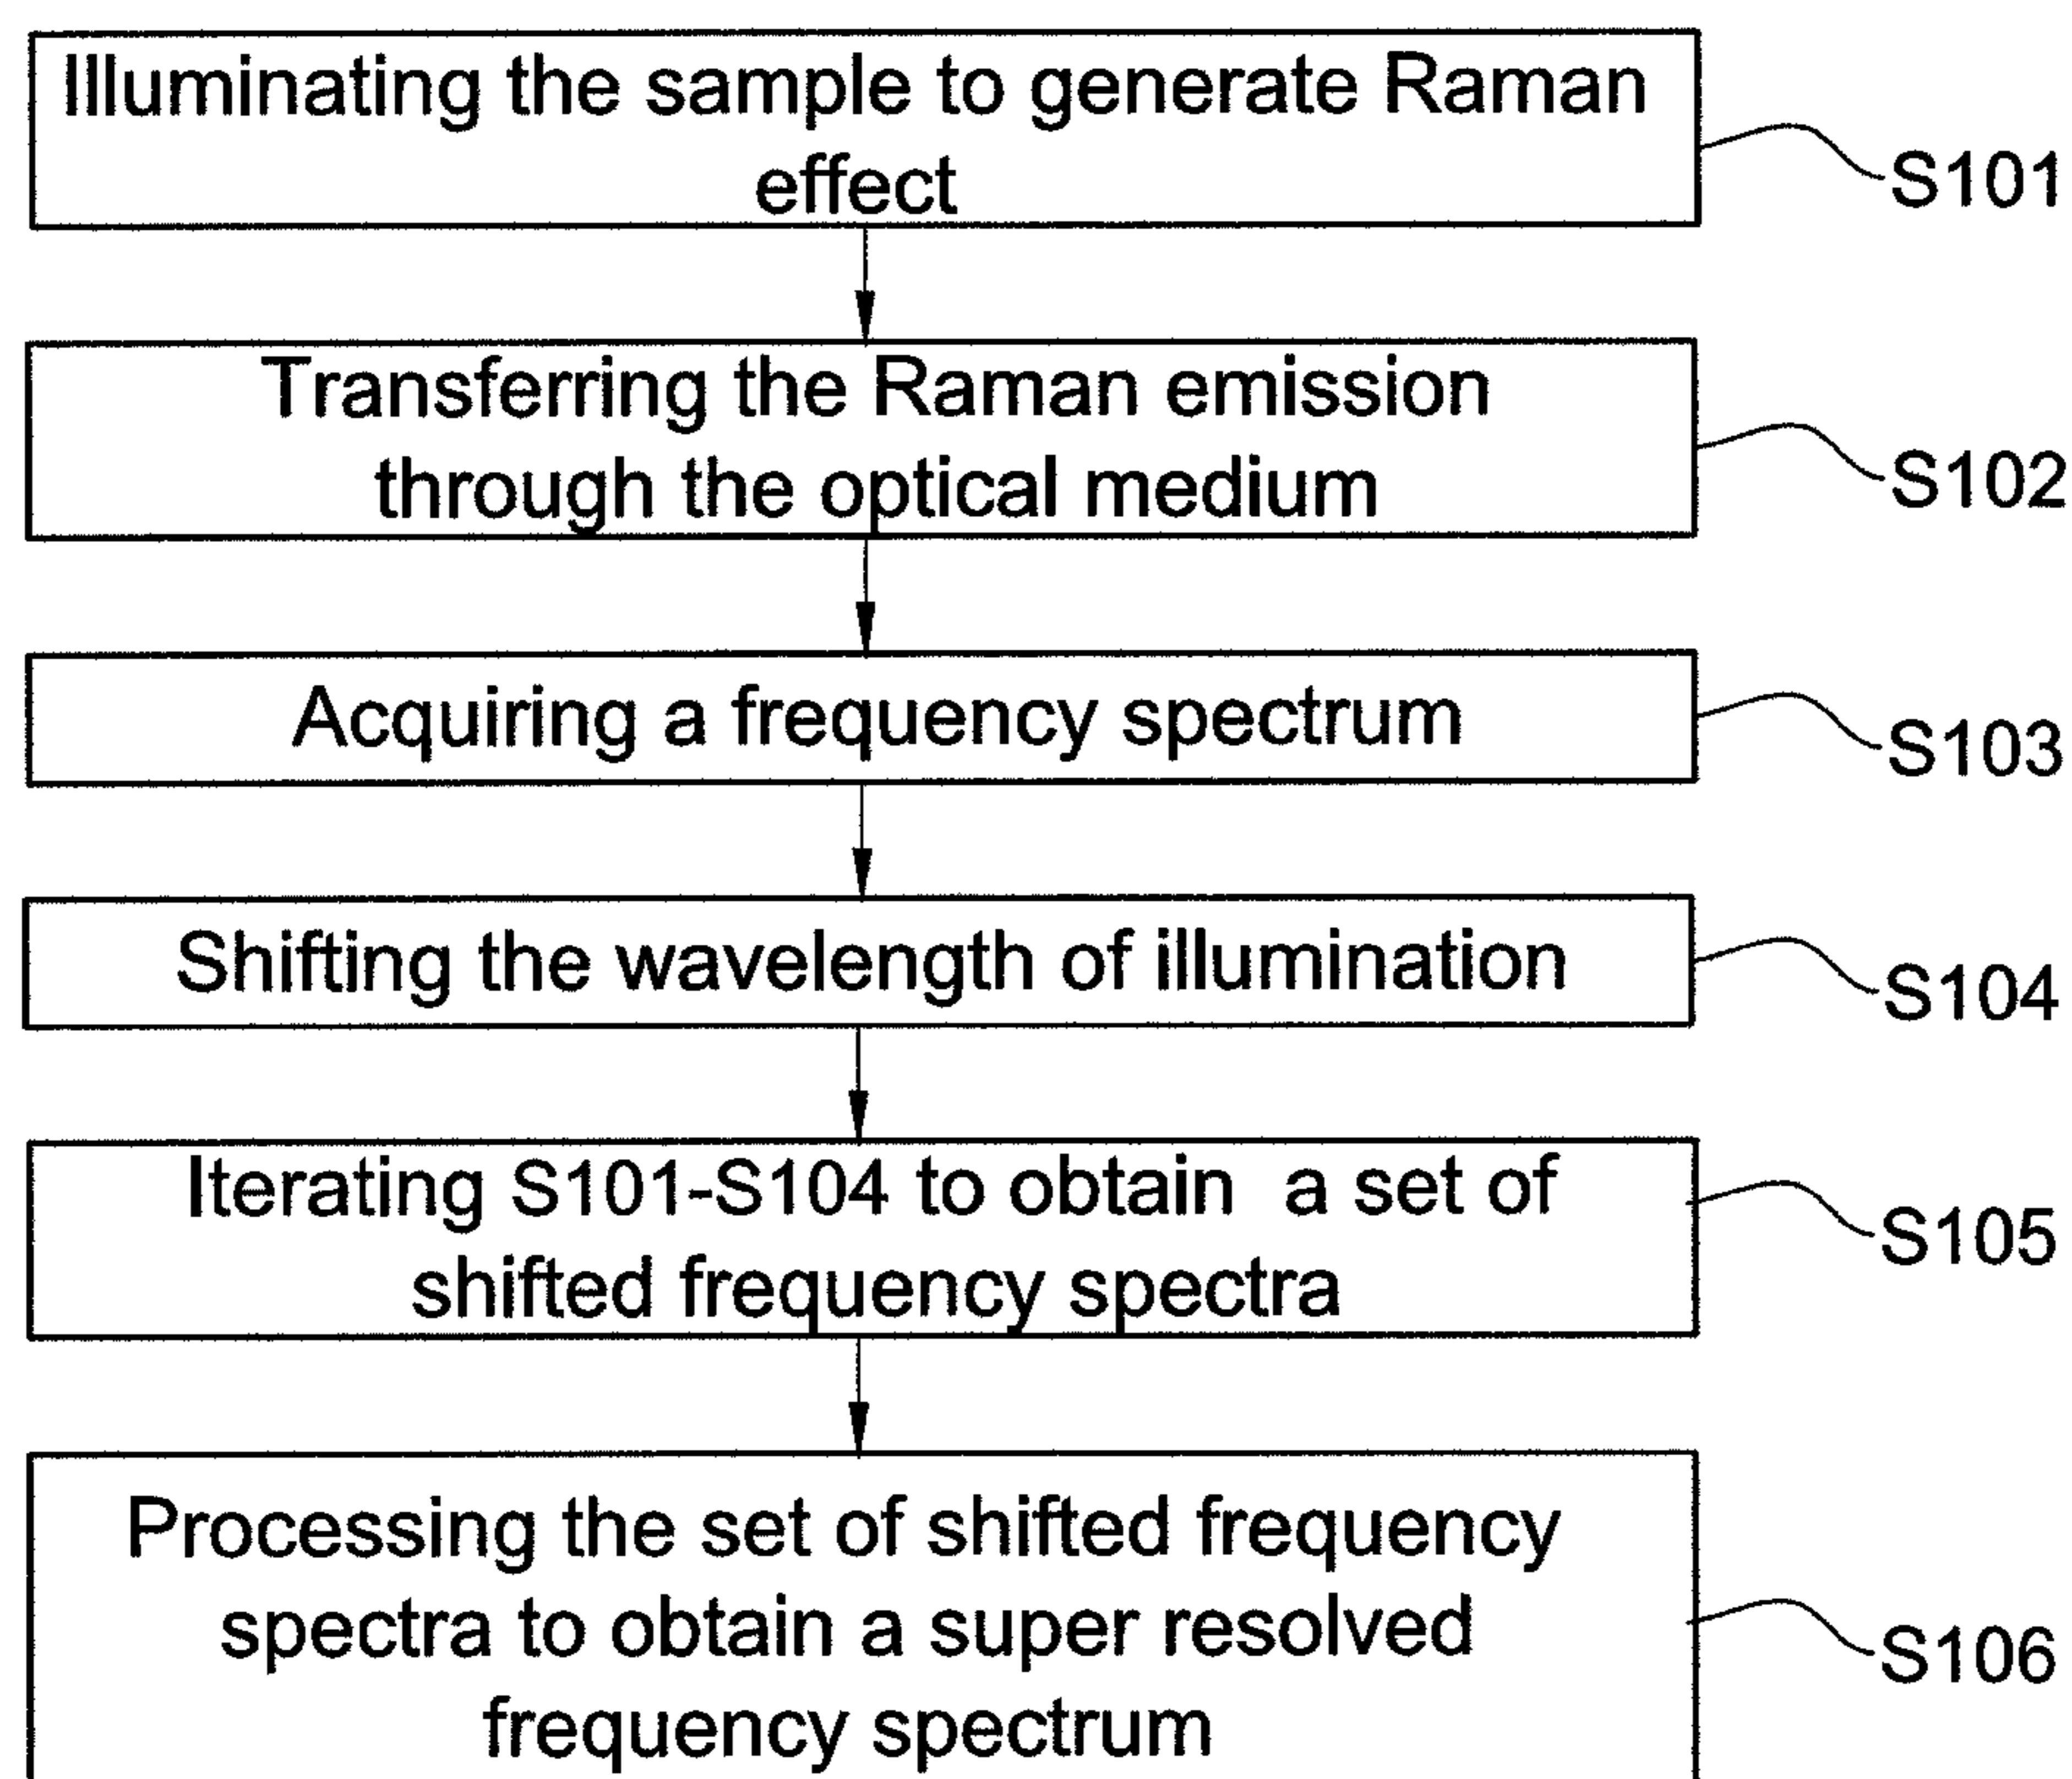 Illuminating the sample to generate Raman
effect
S101
Transferring the Raman emission
through the optical medium
S102
Acquiring a frequency spectrum
S103
Shifting the wavelength of illumination
S104
Iterating S101-S104 to obtain a set of
shifted frequency spectra
S105
Processing the set of shifted frequency
spectra to obtain a super resolved
frequency spectrum
S106